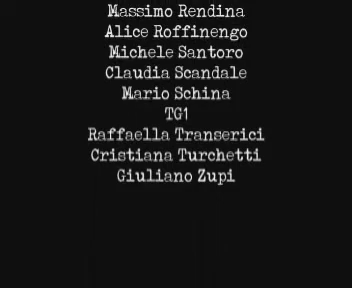 Massimo Rendina
Alice Roffinengo
Michele Santoro
Claudia Scandale
Mario Schina
TG1
Raffaella Transerici
Cristiana Turchetti
Giuliano Zupi